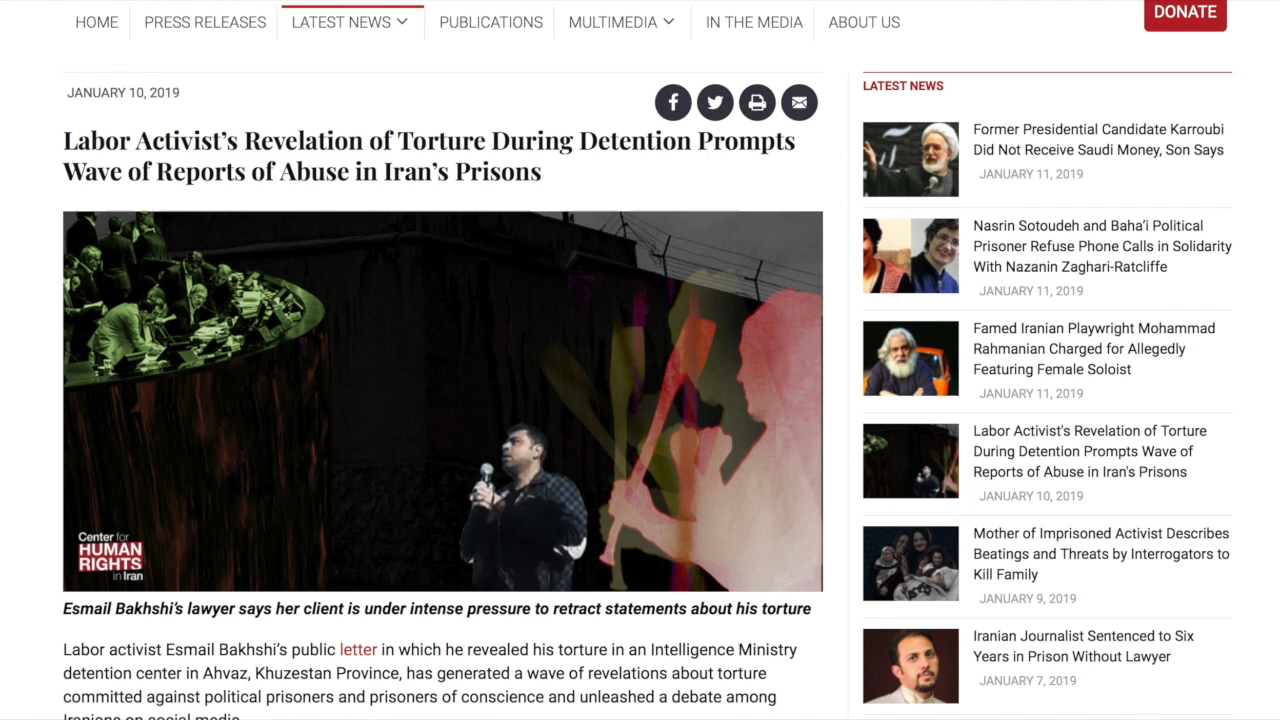 HOME
PRESS RELEASES
LATEST NEWS
PUBLICATIONS
MULTIMEDIA
IN THE MEDIA
ABOUT US
DONATE
JANUARY 10, 2019
Labor Activist’s Revelation of Torture During Detention Prompts
Wave of Reports of Abuse in Iran’s Prisons
Center for
HUMAN
RIGHTS
in Iran
Esmail Bakhshi’s lawyer says her client is under intense pressure to retract statements about his torture
Labor activist Esmail Bakhshi’s public letter in which he revealed his torture in an Intelligence Ministry
detention center in Ahvaz, Khuzestan Province, has generated a wave of revelations about torture
committed against political prisoners and prisoners of conscience and unleashed a debate among
Iranians on social media.
LATEST NEWS
Former Presidential Candidate Karroubi
Did Not Receive Saudi Money, Son Says
JANUARY 11, 2019
Nasrin Sotoudeh and Baha’i Political
Prisoner Refuse Phone Calls in Solidarity
With Nazanin Zaghari-Ratcliffe
JANUARY 11, 2019
Famed Iranian Playwright Mohammad
Rahmanian Charged for Allegedly
Featuring Female Soloist
JANUARY 11, 2019
Labor Activist's Revelation of Torture
During Detention Prompts Wave of
Reports of Abuse in Iran's Prisons
JANUARY 10, 2019
Mother of Imprisoned Activist Describes
Beatings and Threats by Interrogators to
Kill Family
JANUARY 9, 2019
Iranian Journalist Sentenced to Six
Years in Prison Without Lawyer
JANUARY 7, 2019